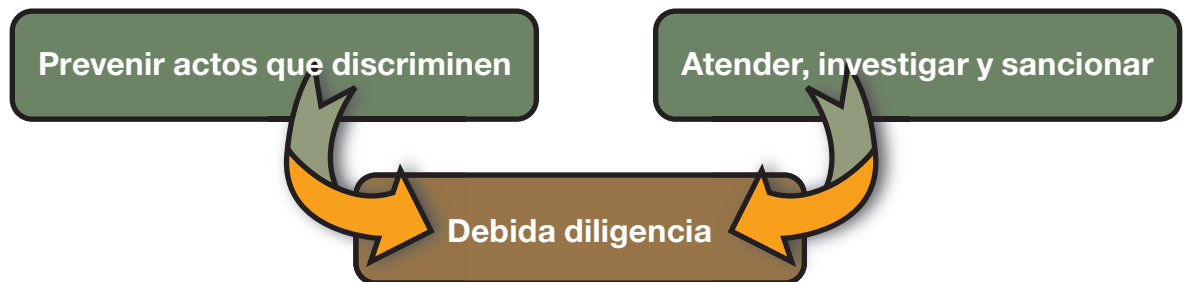 Prevenir actos que discriminen
Atender, investigar y sancionar
Debida diligencia